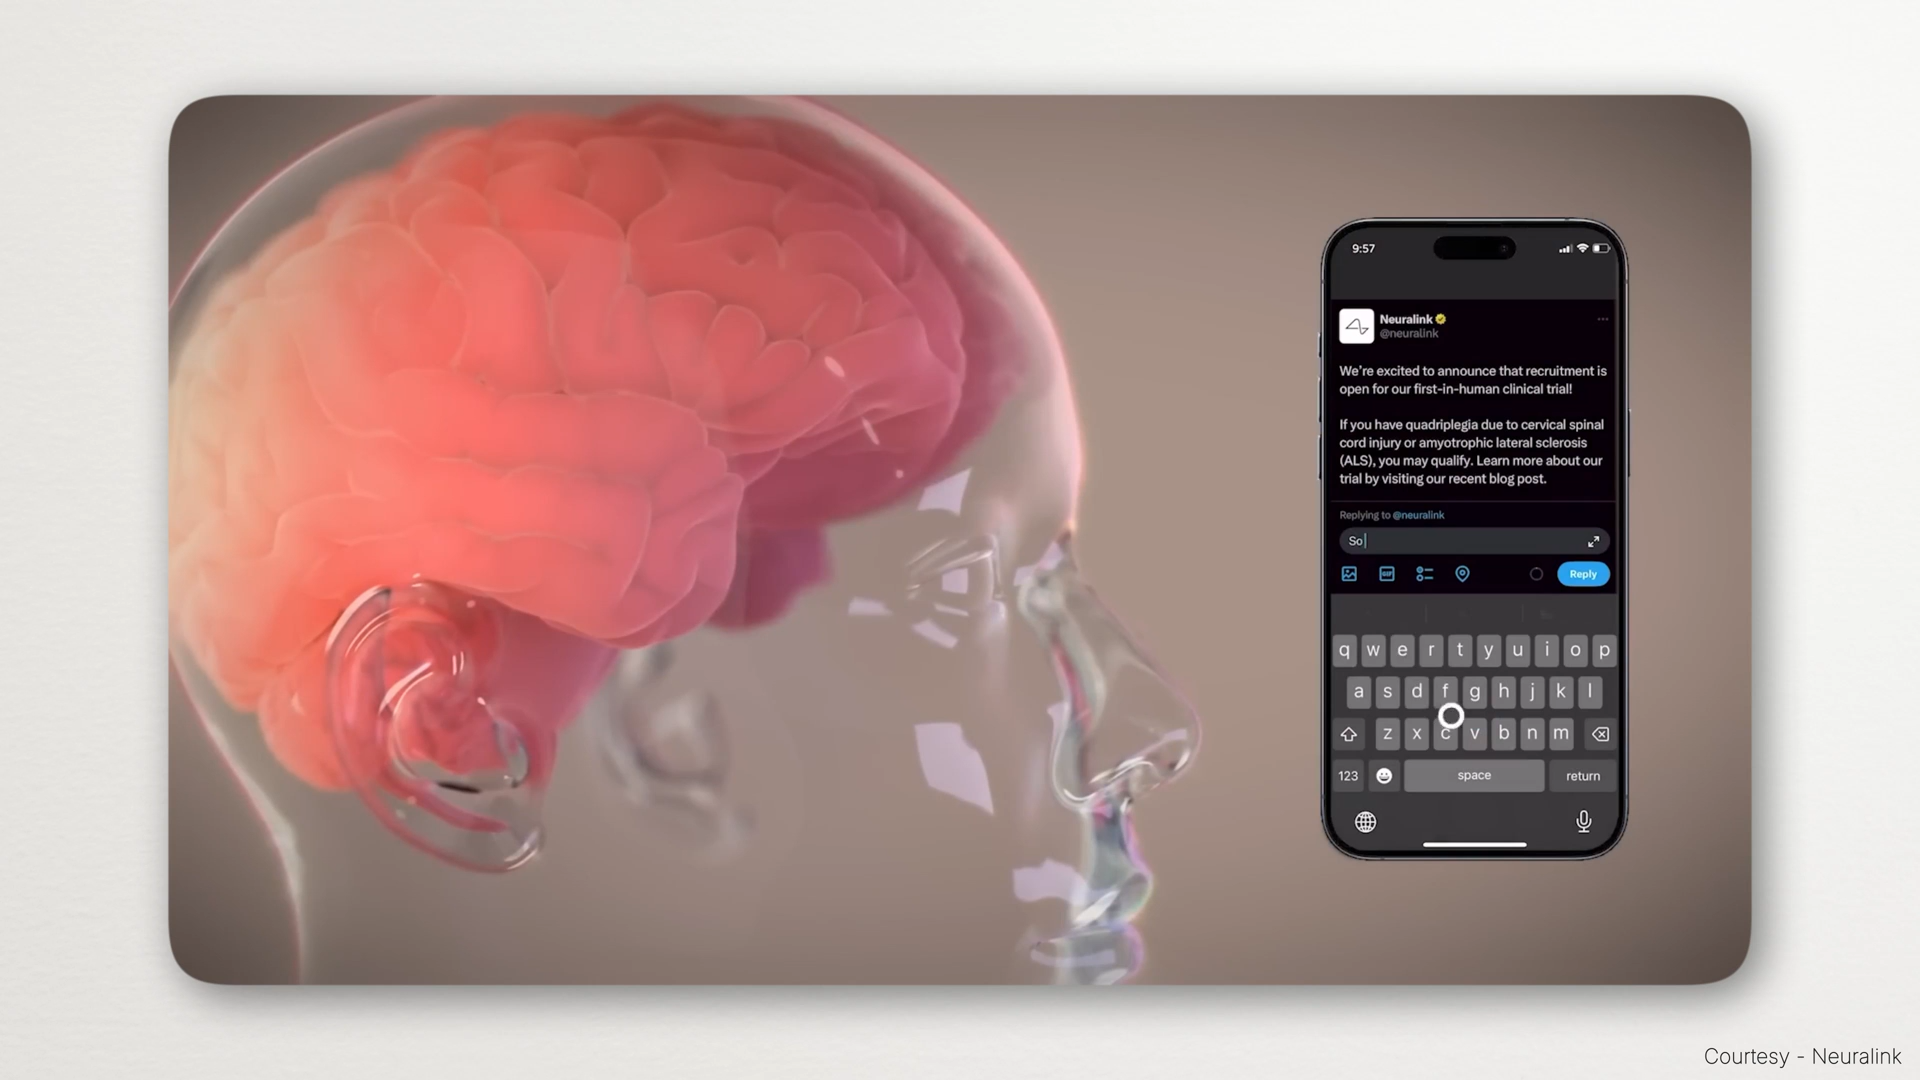 9:57
Neuralink
@neuralink
We're excited to announce that recruitment is
open for our first-in-human clinical trial!
If you have quadriplegia due to cervical spinal
cord injury or amyotrophic lateral sclerosis
(ALS), you may qualify. Learn more about our
trial by visiting our recent blog post.
Replying to @neuralink
So
GIF
Reply
q w e r t y u i o p
a s d f g h j k l
z x c v b n m
123 space return
Courtesy - Neuralink